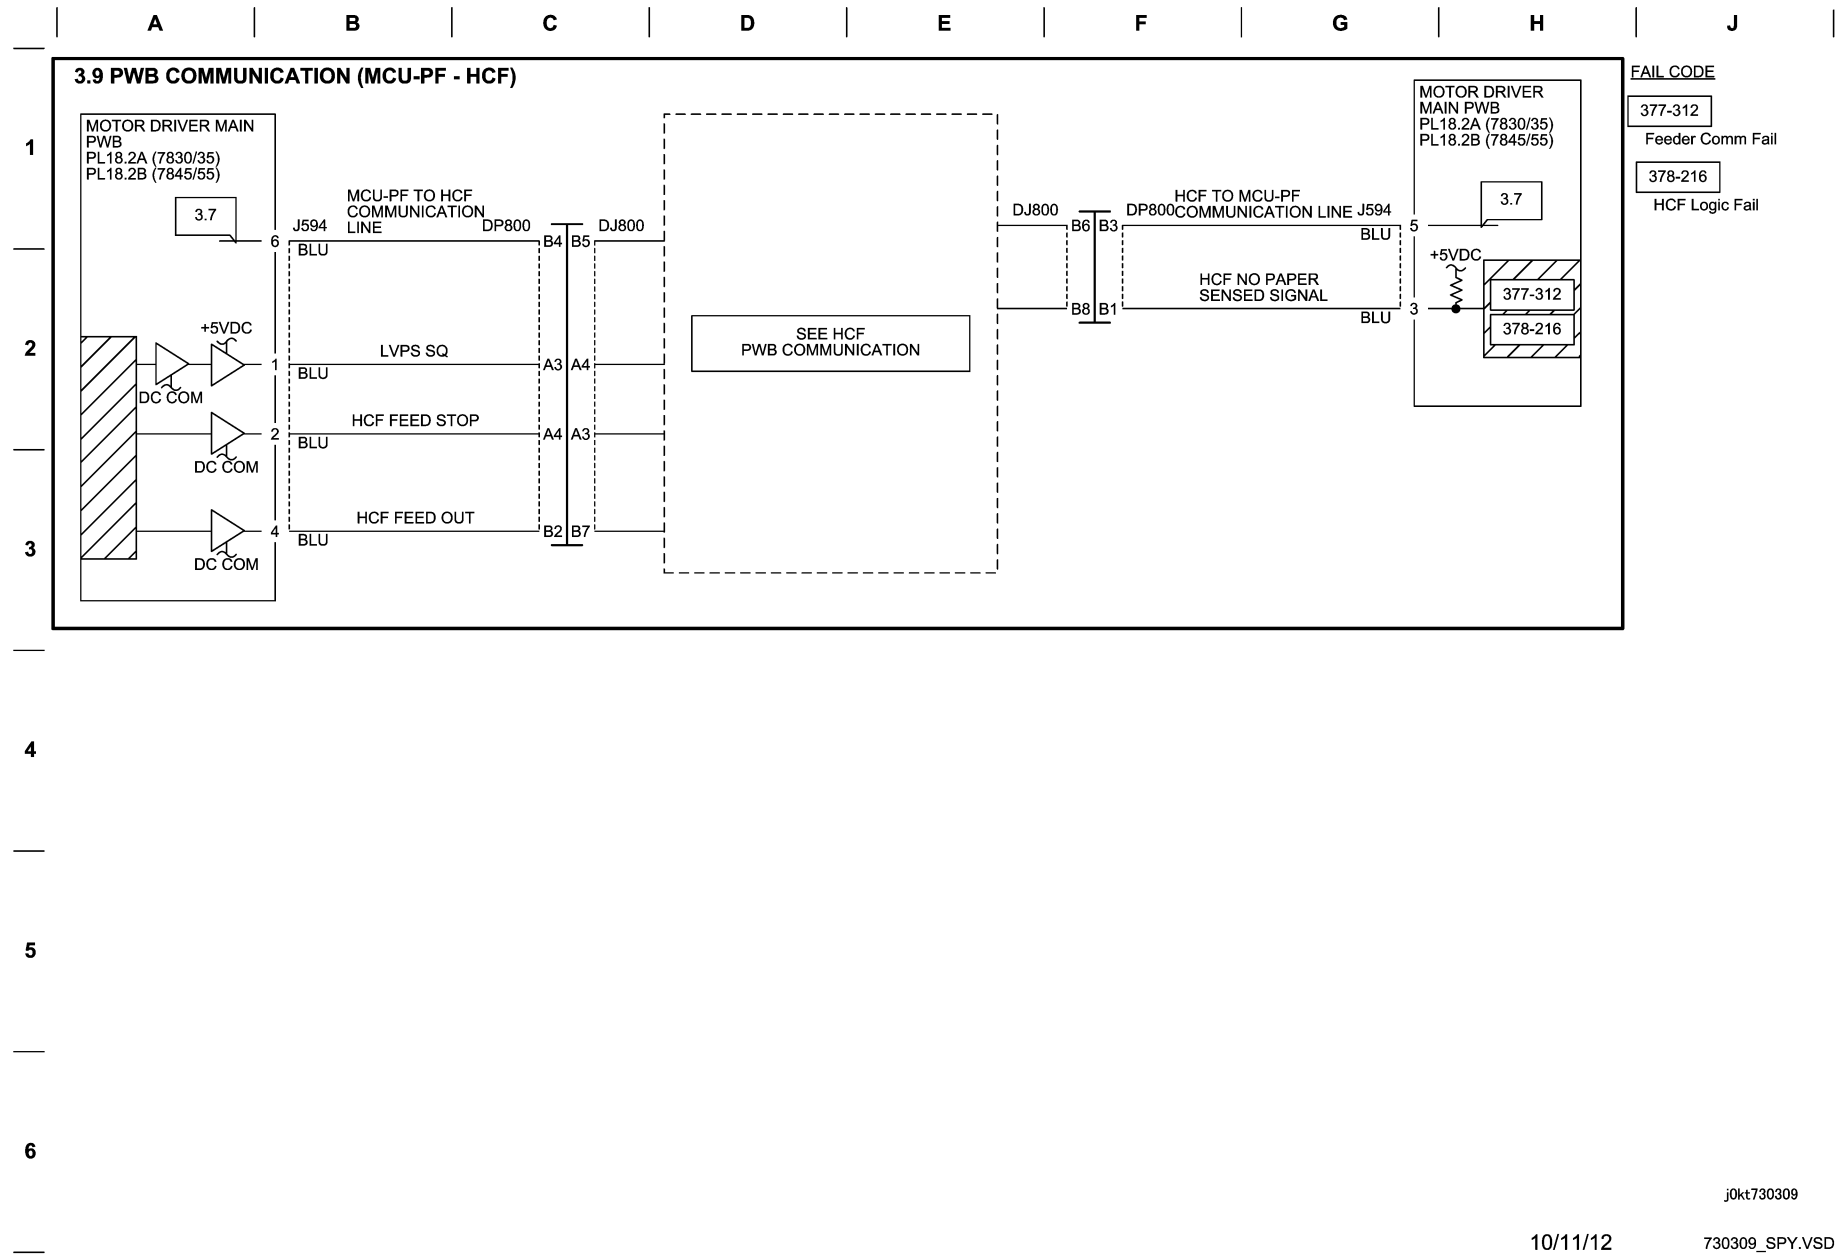 A B C D E F G H J
3.9 PWB COMMUNICATION (MCU-PF - HCF)
FAIL CODE
377-312
Feeder Comm Fail
378-216
HCF Logic Fail
1
2
3
4
5
6
MOTOR DRIVER MAIN
PWB
PL18.2A (7830/35)
PL18.2B (7845/55)
3.7
6
J594
BLU
MCU-PF TO HCF
COMMUNICATION
LINE
DP800
B4 B5
DJ800
+5VDC
DC COM
1
BLU
LVPS SQ
A3 A4
DC COM
2
BLU
HCF FEED STOP
A4 A3
DC COM
4
BLU
HCF FEED OUT
B2 B7
SEE HCF
PWB COMMUNICATION
DJ800
B6 B3
DP800
HCF TO MCU-PF
COMMUNICATION LINE
J594
BLU
5
B8 B1
HCF NO PAPER
SENSED SIGNAL
BLU
3
MOTOR DRIVER
MAIN PWB
PL18.2A (7830/35)
PL18.2B (7845/55)
3.7
+5VDC
377-312
378-216
j0kt730309
10/11/12
730309_SPY.VSD